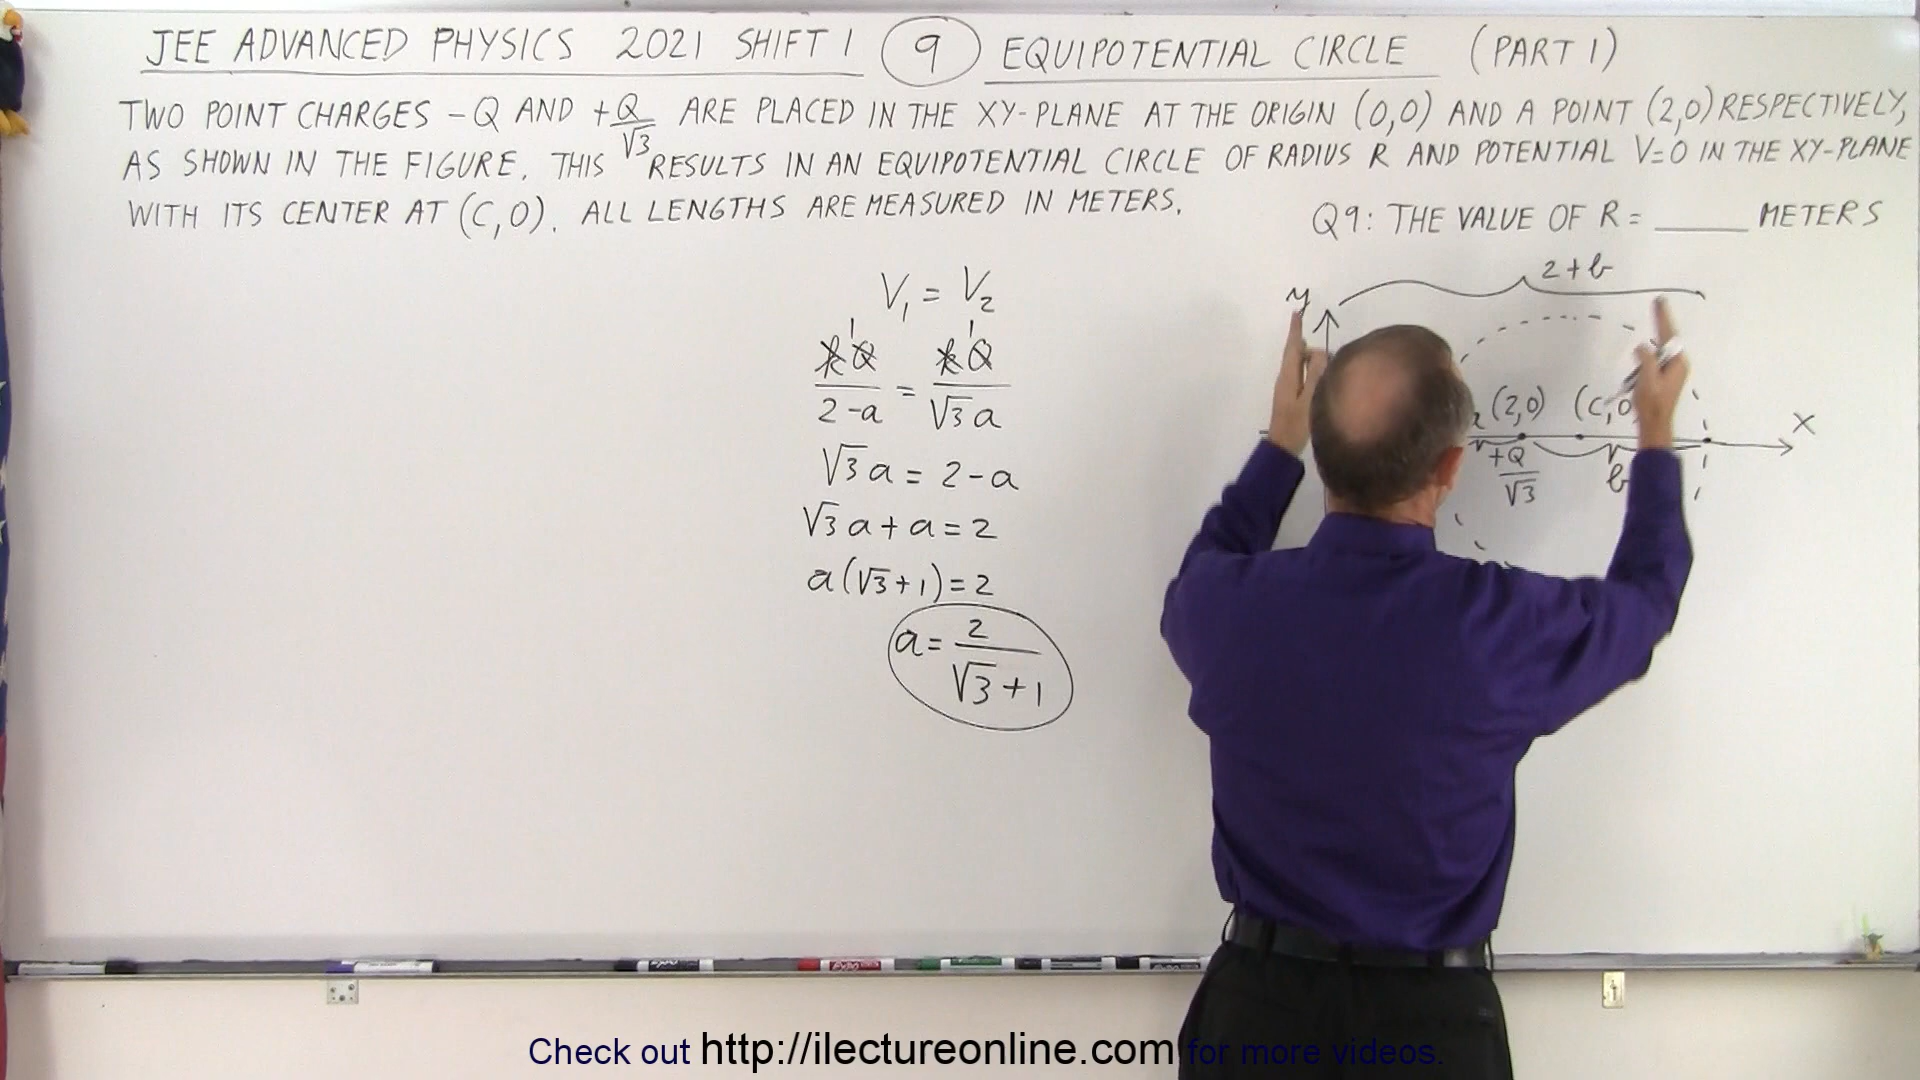 JEE ADVANCED PHYSICS 2021 SHIFT 1 (9) EQUIPOTENTIAL CIRCLE (PART 1)
TWO POINT CHARGES -Q AND +Q/√3 ARE PLACED IN THE XY-PLANE AT THE ORIGIN (0,0) AND A POINT (2,0) RESPECTIVELY,
AS SHOWN IN THE FIGURE. THIS RESULTS IN AN EQUIPOTENTIAL CIRCLE OF RADIUS R AND POTENTIAL V=0 IN THE XY-PLANE
WITH ITS CENTER AT (C,0). ALL LENGTHS ARE MEASURED IN METERS.
Q9: THE VALUE OF R = ____ METERS
V₁ = V₂
kQ/2-a = kQ/√3a
1 1
√3a = 2-a
√3a + a = 2
a(√3+1) = 2
a = 2/√3+1
2+b
y
(2,0) (C,0
x
+Q/√3
b
Check out http://ilectureonline.com for more videos.